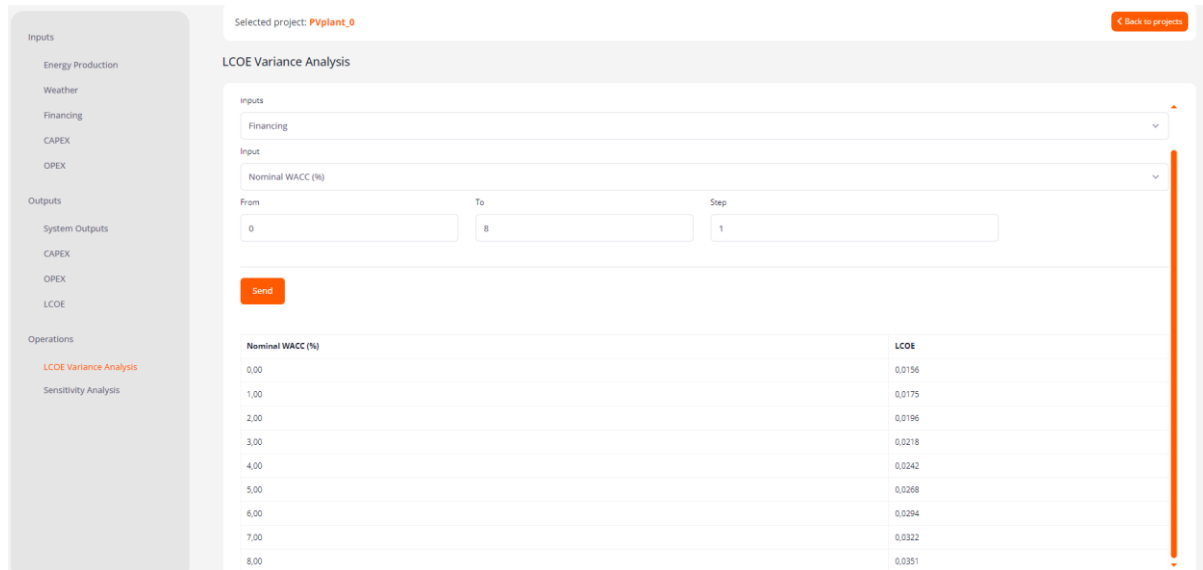 Selected project: PVplant_0
Back to projects
Inputs
Energy Production
Weather
Financing
CAPEX
OPEX
Outputs
System Outputs
CAPEX
OPEX
LCOE
Operations
LCOE Variance Analysis
Sensitivity Analysis
LCOE Variance Analysis
Inputs
Financing
Input
Nominal WACC (%)
From To Step
0 8 1
Send
Nominal WACC (%) LCOE
0,00 0,0156
1,00 0,0175
2,00 0,0196
3,00 0,0218
4,00 0,0242
5,00 0,0268
6,00 0,0294
7,00 0,0322
8,00 0,0351